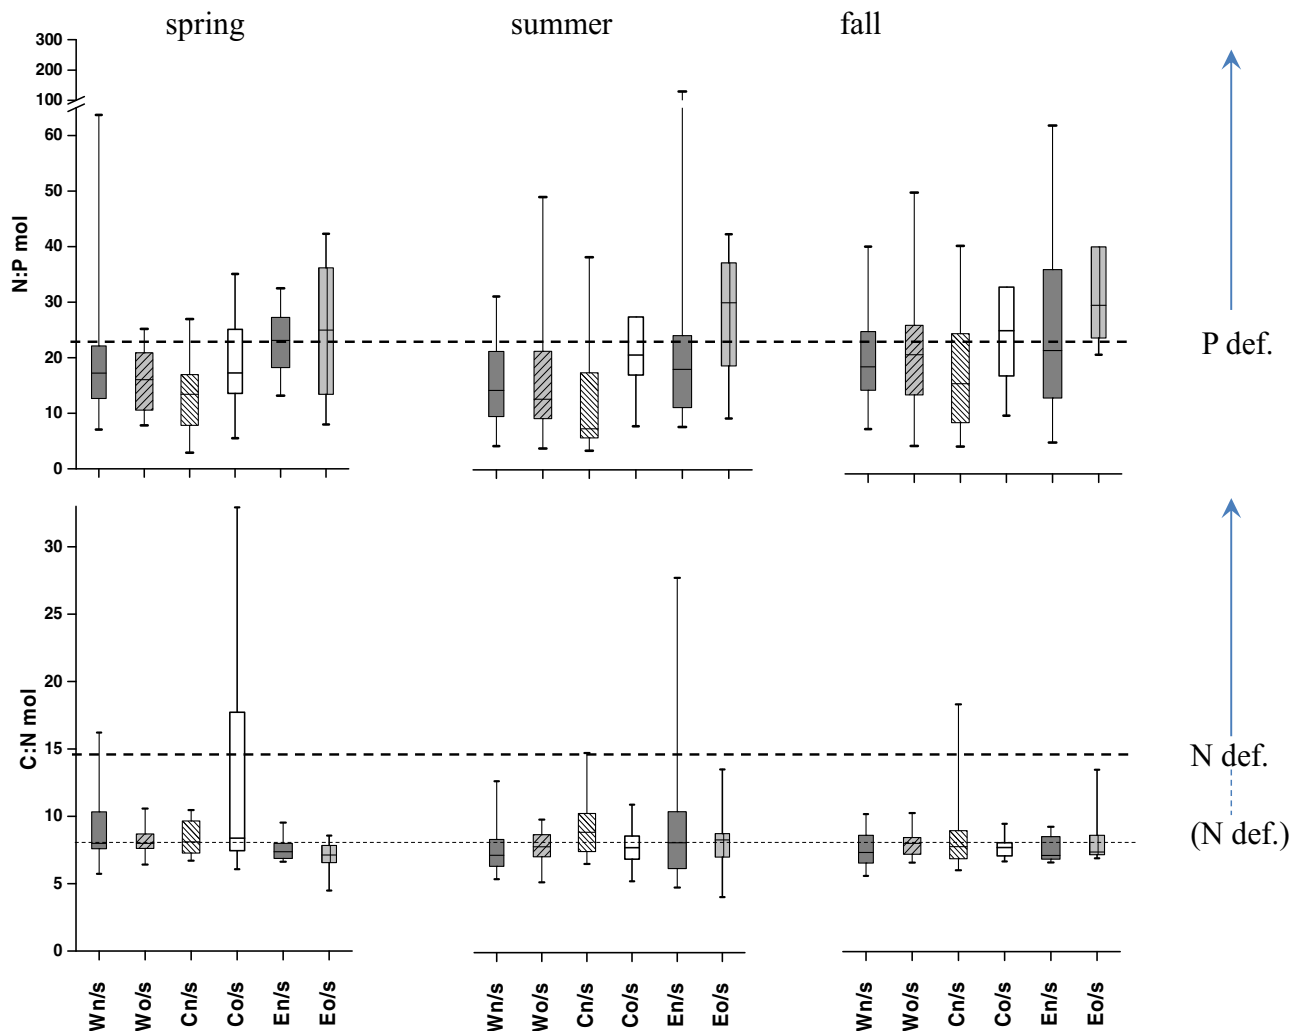 spring summer fall
300
200
100
60
50
40
30
20
10
0
N:P mol
P def.
30
25
20
15
10
5
0
C:N mol
N def.
(N def.)
Wn/s Wo/s Cn/s Co/s En/s Eo/s Wn/s Wo/s Cn/s Co/s En/s Eo/s Wn/s Wo/s Cn/s Co/s En/s Eo/s